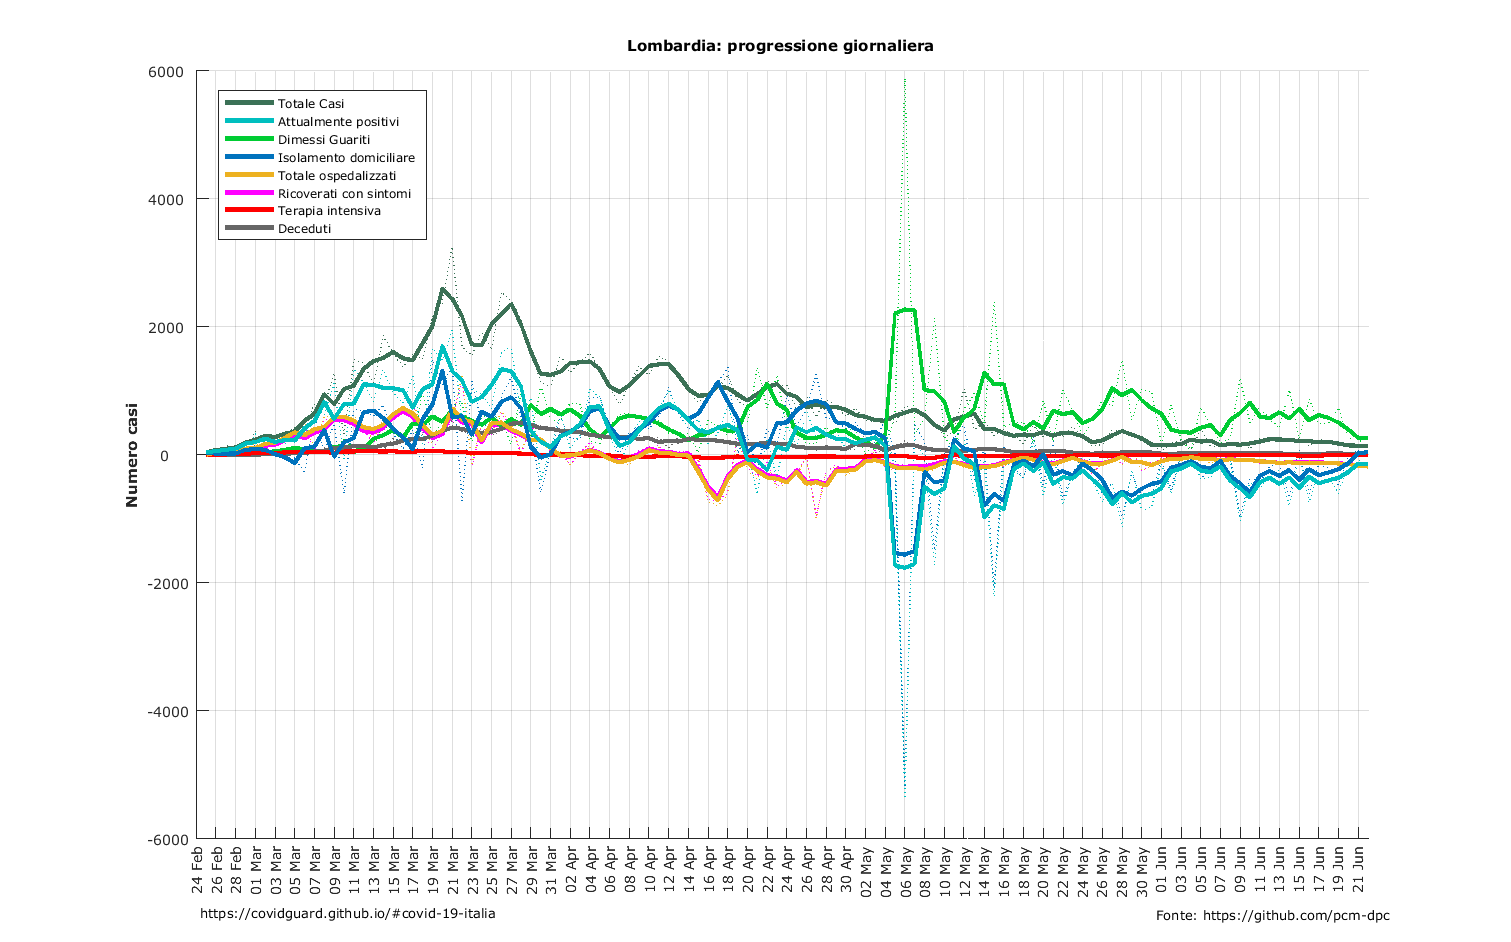 Lombardia: progressione giornaliera
Numero casi
6000
4000
2000
0
-2000
-4000
-6000
Totale Casi
Attualmente positivi
Dimessi Guariti
Isolamento domiciliare
Totale ospedalizzati
Ricoverati con sintomi
Terapia intensiva
Deceduti
24 Feb
26 Feb
28 Feb
01 Mar
03 Mar
05 Mar
07 Mar
09 Mar
11 Mar
13 Mar
15 Mar
17 Mar
19 Mar
21 Mar
23 Mar
25 Mar
27 Mar
29 Mar
31 Mar
02 Apr
04 Apr
06 Apr
08 Apr
10 Apr
12 Apr
14 Apr
16 Apr
18 Apr
20 Apr
22 Apr
24 Apr
26 Apr
28 Apr
30 Apr
02 May
04 May
06 May
08 May
10 May
12 May
14 May
16 May
18 May
20 May
22 May
24 May
26 May
28 May
30 May
01 Jun
03 Jun
05 Jun
07 Jun
09 Jun
11 Jun
13 Jun
15 Jun
17 Jun
19 Jun
21 Jun
https://covidguard.github.io/#covid-19-italia
Fonte: https://github.com/pcm-dpc